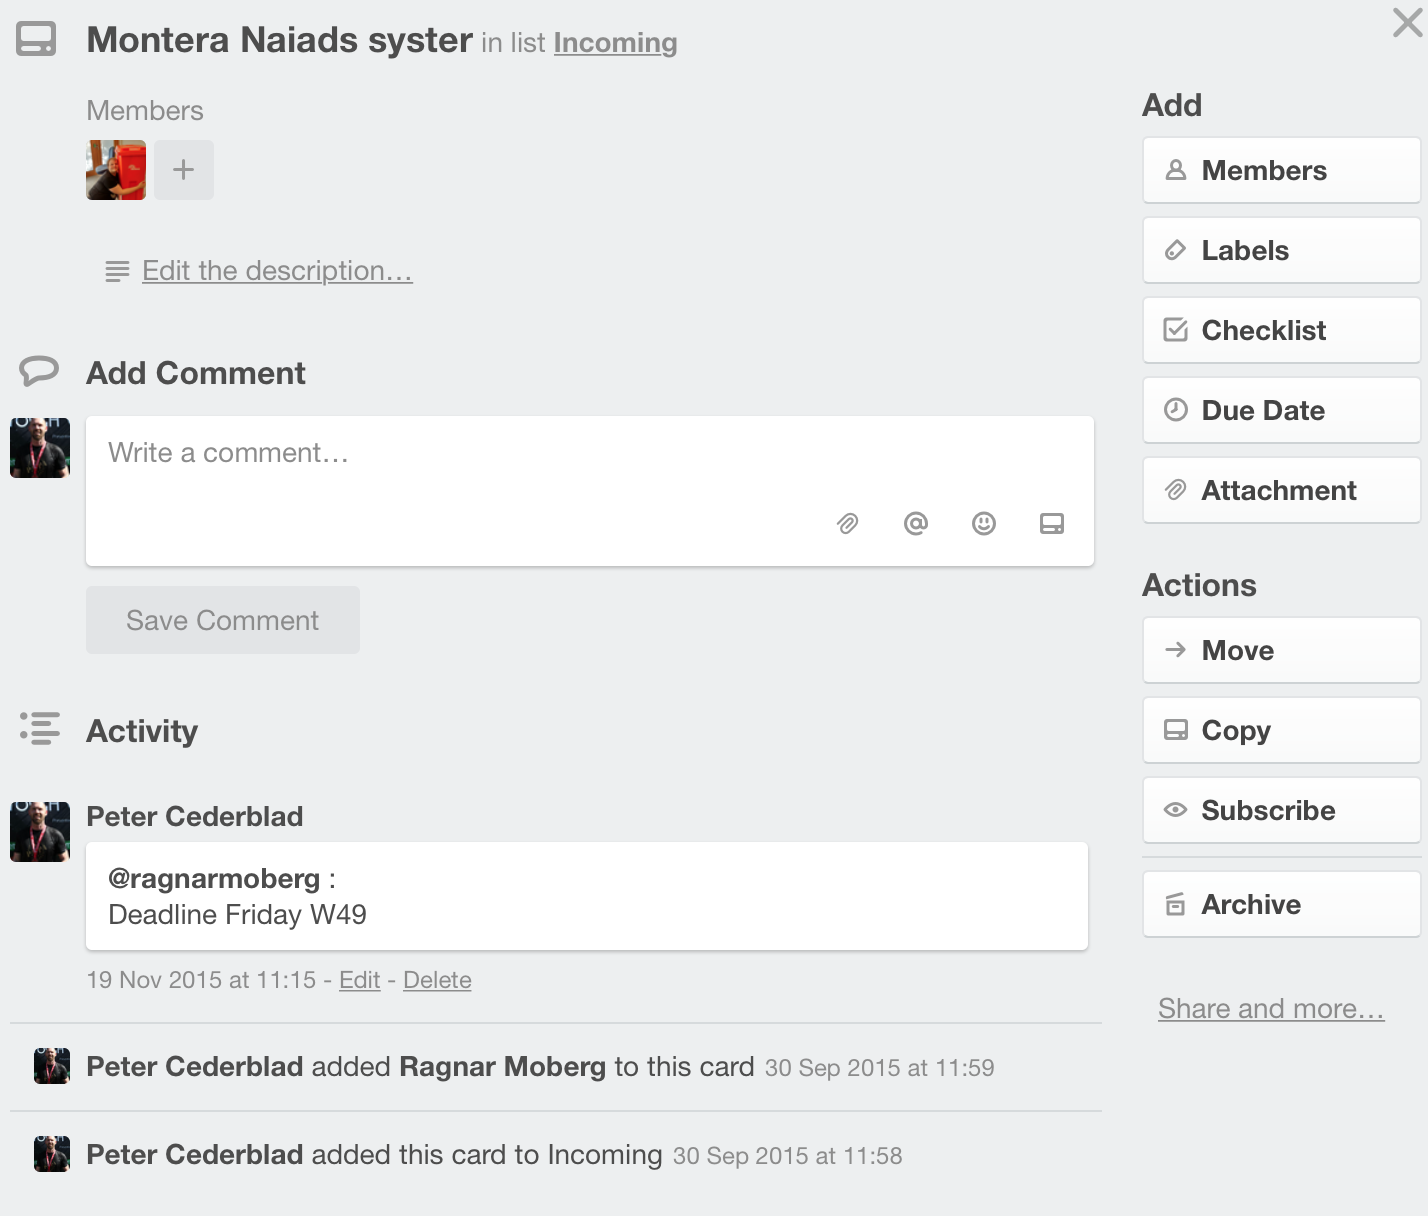 Montera Naiads syster in list Incoming
Members
Edit the description…
Add Comment
Write a comment…
Save Comment
Activity
Peter Cederblad
@ragnarmoberg :
Deadline Friday W49
19 Nov 2015 at 11:15 - Edit - Delete
Peter Cederblad added Ragnar Moberg to this card 30 Sep 2015 at 11:59
Peter Cederblad added this card to Incoming 30 Sep 2015 at 11:58
Add
Members
Labels
Checklist
Due Date
Attachment
Actions
Move
Copy
Subscribe
Archive
Share and more…